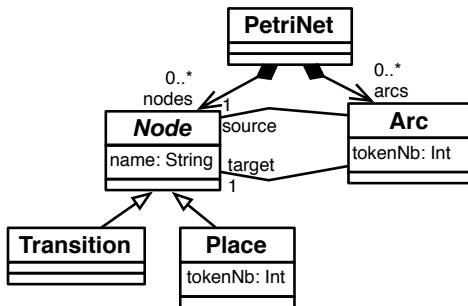 PetriNet
0..*
nodes
0..*
arcs
1
source
Node
name: String
Arc
tokenNb: Int
target
1
Transition
Place
tokenNb: Int